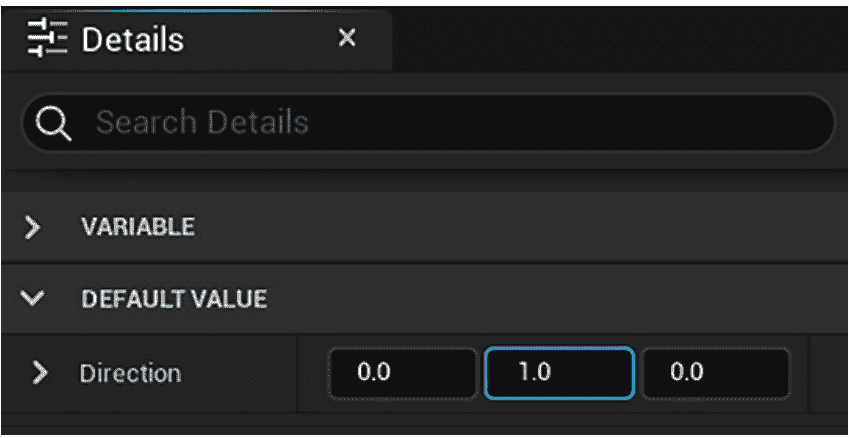 Details
Search Details
VARIABLE
DEFAULT VALUE
Direction 0.0 1.0 0.0